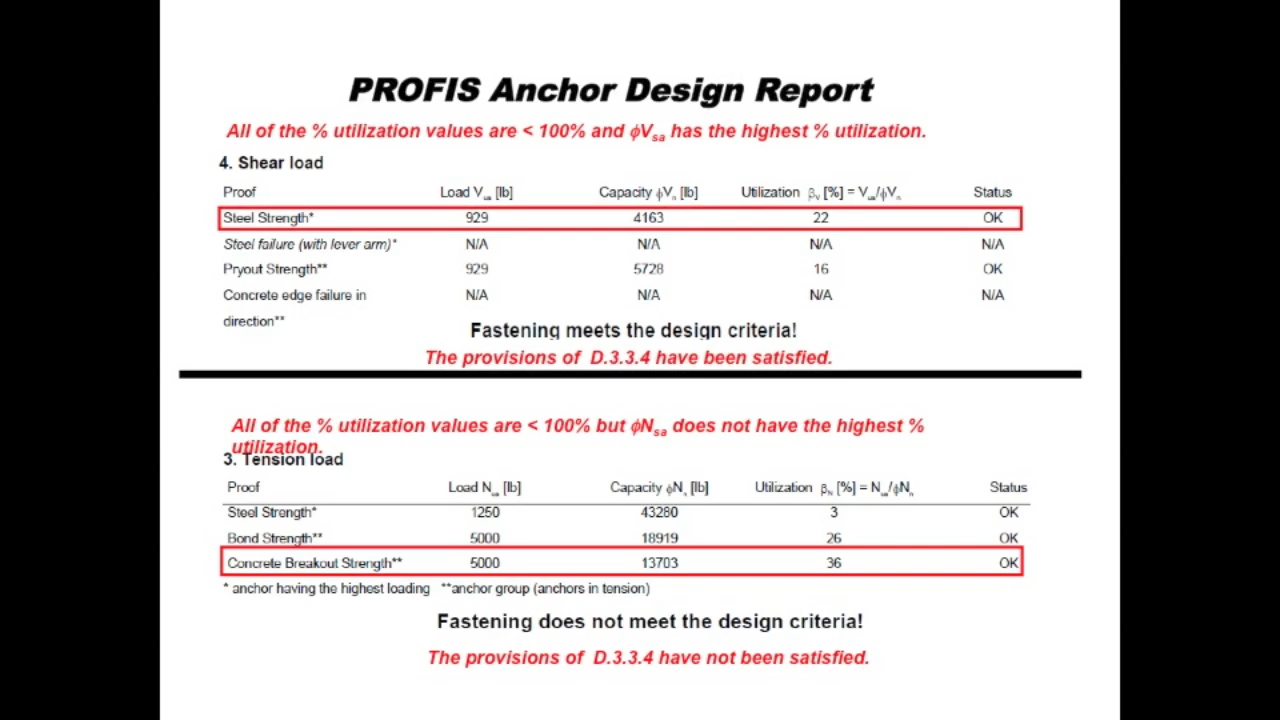 PROFIS Anchor Design Report
All of the % utilization values are < 100% and ϕVsa has the highest % utilization.
4. Shear load
Proof Load Vua [lb] Capacity ϕVn [lb] Utilization βV [%] = Vua/ϕVn Status
Steel Strength* 929 4163 22 OK
Steel failure (with lever arm)* N/A N/A N/A N/A
Pryout Strength** 929 5728 16 OK
Concrete edge failure in N/A N/A N/A N/A
direction**
Fastening meets the design criteria!
The provisions of D.3.3.4 have been satisfied.
All of the % utilization values are < 100% but ϕNsa does not have the highest %
utilization.
3. Tension load
Proof Load Nua [lb] Capacity ϕNn [lb] Utilization βN [%] = Nua/ϕNn Status
Steel Strength* 1250 43280 3 OK
Bond Strength** 5000 18919 26 OK
Concrete Breakout Strength** 5000 13703 36 OK
* anchor having the highest loading **anchor group (anchors in tension)
Fastening does not meet the design criteria!
The provisions of D.3.3.4 have not been satisfied.